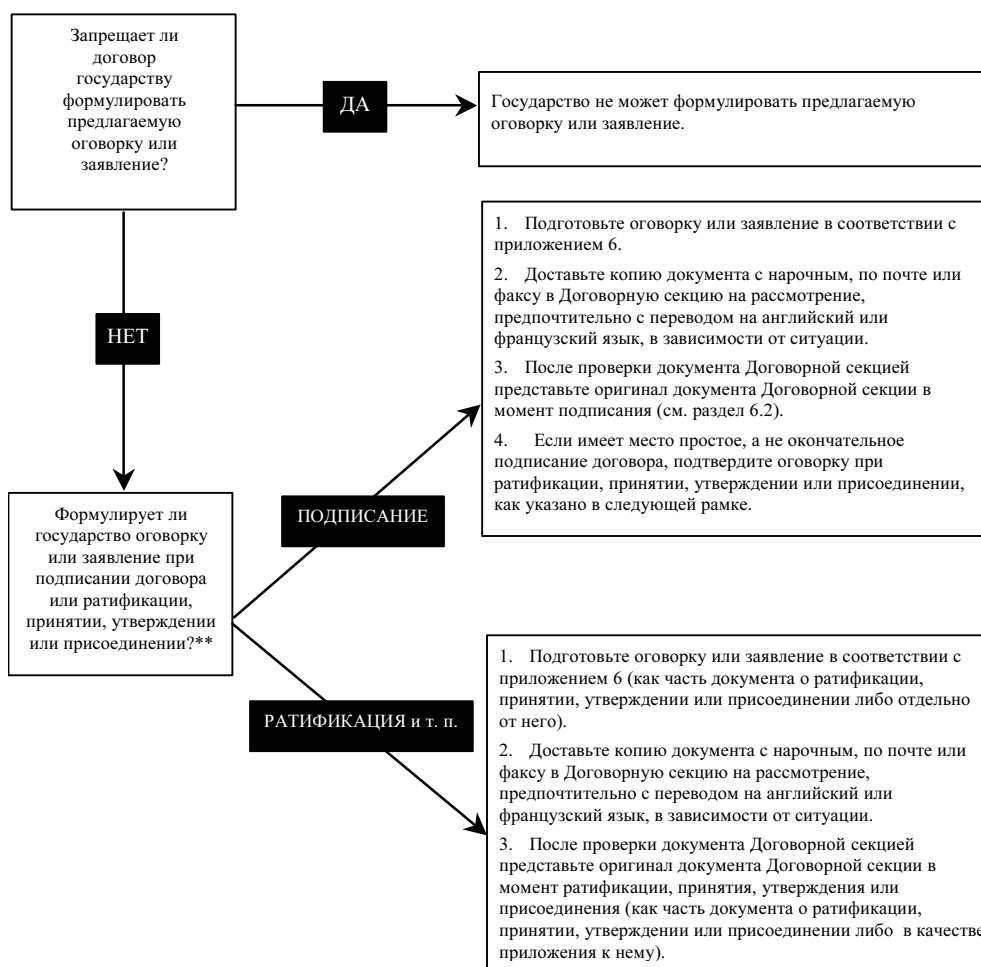 Запрещает ли
договор
государству
формулировать
предлагаемую
оговорку или
заявление?
ДА
Государство не может формулировать предлагаемую
оговорку или заявление.
НЕТ
1. Подготовьте оговорку или заявление в соответствии с
приложением 6.
2. Доставьте копию документа с нарочным, по почте или
факсу в Договорную секцию на рассмотрение,
предпочтительно с переводом на английский или
французский язык, в зависимости от ситуации.
3. После проверки документа Договорной секцией
представьте оригинал документа Договорной секции в
момент подписания (см. раздел 6.2).
4. Если имеет место простое, а не окончательное
подписание договора, подтвердите оговорку при
ратификации, принятии, утверждении или присоединении,
как указано в следующей рамке.
Формулирует ли
государство оговорку
или заявление при
подписании договора
или ратификации,
принятии, утверждении
или присоединении?**
ПОДПИСАНИЕ
РАТИФИКАЦИЯ и т. п.
1. Подготовьте оговорку или заявление в соответствии с
приложением 6 (как часть документа о ратификации,
принятии, утверждении или присоединении либо отдельно
от него).
2. Доставьте копию документа с нарочным, по почте или
факсу в Договорную секцию на рассмотрение,
предпочтительно с переводом на английский или
французский язык, в зависимости от ситуации.
3. После проверки документа Договорной секцией
представьте оригинал документа Договорной секции в
момент ратификации, принятия, утверждения или
присоединения (как часть документа о ратификации,
принятии, утверждении или присоединении либо в качестве
приложения к нему).